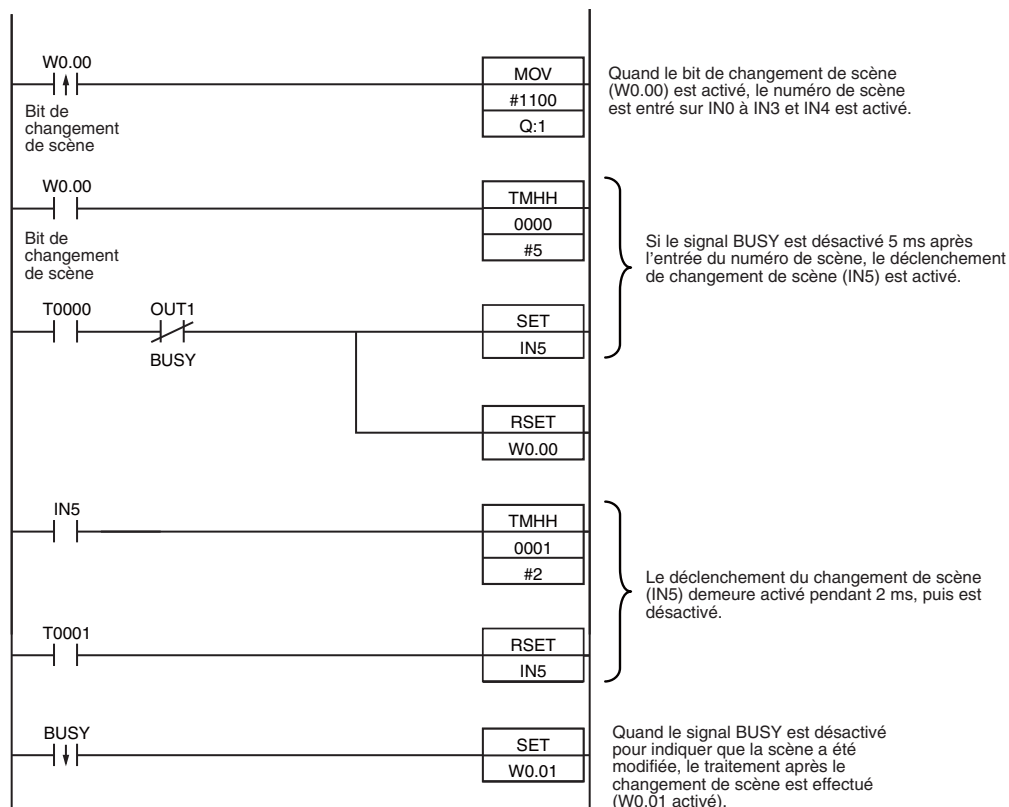 W0.00
Bit de
changement
de scène
MOV
#1100
Q:1
Quand le bit de changement de scène
(W0.00) est activé, le numéro de scène
est entré sur IN0 à IN3 et IN4 est activé.
W0.00
Bit de
changement
de scène
TMHH
0000
#5
Si le signal BUSY est désactivé 5 ms après
l'entrée du numéro de scène, le déclenchement
de changement de scène (IN5) est activé.
T0000
OUT1
BUSY
SET
IN5
RSET
W0.00
IN5
TMHH
0001
#2
Le déclenchement du changement de scène
(IN5) demeure activé pendant 2 ms, puis est
désactivé.
T0001
RSET
IN5
BUSY
SET
W0.01
Quand le signal BUSY est désactivé
pour indiquer que la scène a été
modifiée, le traitement après le
changement de scène est effectué
(W0.01 activé).